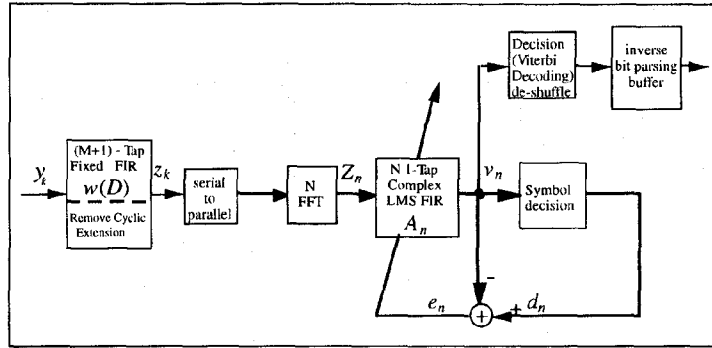 Decision
(Viterbi
Decoding)
de-shuffle
inverse
bit parsing
buffer
(M+1) - Tap
Fixed FIR
w(D)
Remove Cyclic
Extension
y_k
z_k
serial
to
parallel
N
FFT
Z_n
N 1-Tap
Complex
LMS FIR
A_n
v_n
Symbol
decision
-
+
+
e_n
d_n